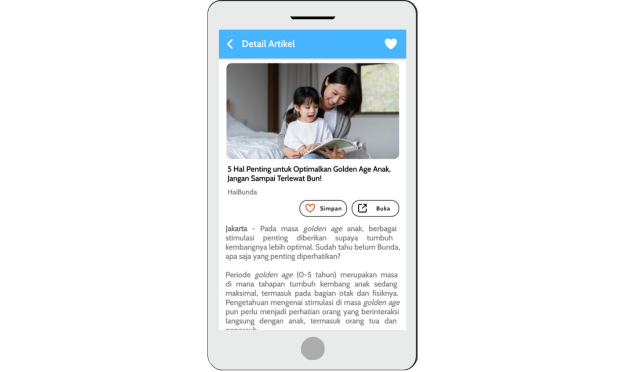 Detail Artikel
5 Hal Penting untuk Optimalkan Golden Age Anak,
Jangan Sampai Terlewat Bun!
HaiBunda
Simpan
Buka
Jakarta - Pada masa golden age anak, berbagai
stimulasi penting diberikan supaya tumbuh
kembangnya lebih optimal. Sudah tahu belum Bunda,
apa saja yang penting diperhatikan?
Periode golden age (0-5 tahun) merupakan masa
di mana tahapan tumbuh kembang anak sedang
maksimal, termasuk pada bagian otak dan fisiknya.
Pengetahuan mengenai stimulasi di masa golden age
pun perlu menjadi perhatian orang yang berinteraksi
langsung dengan anak, termasuk orang tua dan